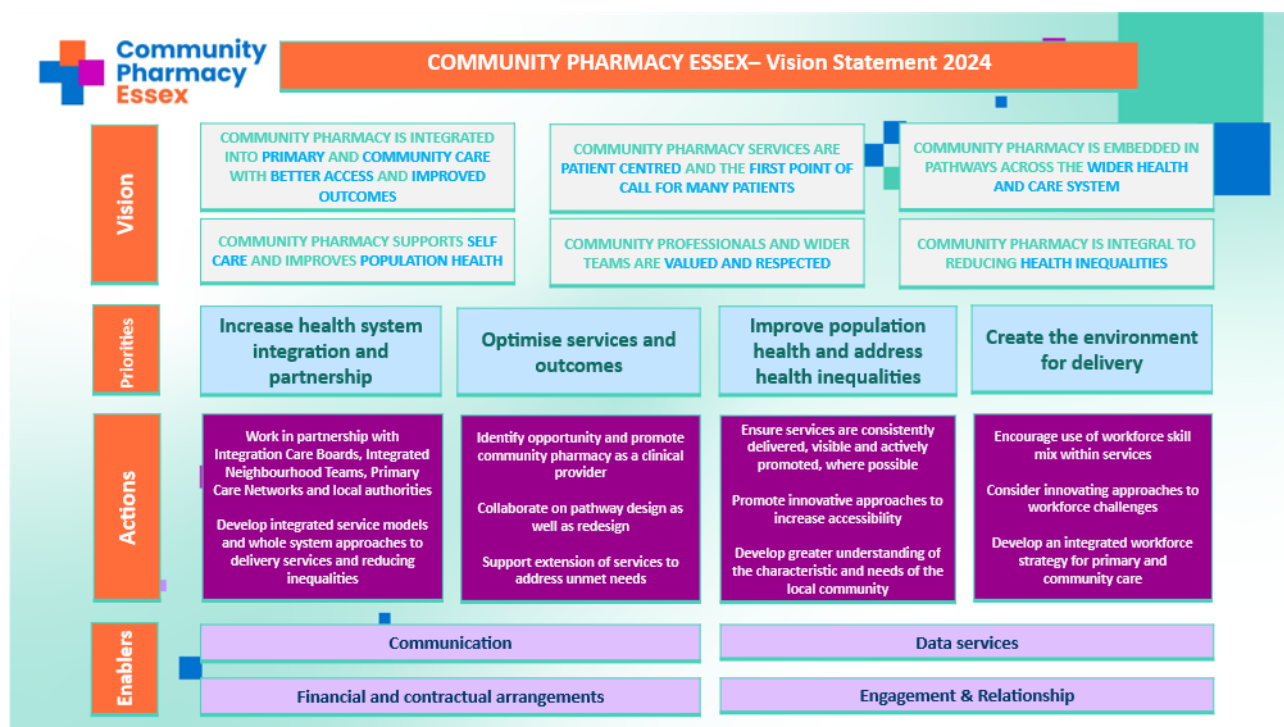 Community
Pharmacy
Essex
COMMUNITY PHARMACY ESSEX– Vision Statement 2024
Vision
COMMUNITY PHARMACY IS INTEGRATED
INTO PRIMARY AND COMMUNITY CARE
WITH BETTER ACCESS AND IMPROVED
OUTCOMES
COMMUNITY PHARMACY SERVICES ARE
PATIENT CENTRED AND THE FIRST POINT OF
CALL FOR MANY PATIENTS
COMMUNITY PHARMACY IS EMBEDDED IN
PATHWAYS ACROSS THE WIDER HEALTH
AND CARE SYSTEM
COMMUNITY PHARMACY SUPPORTS SELF
CARE AND IMPROVES POPULATION HEALTH
COMMUNITY PROFESSIONALS AND WIDER
TEAMS ARE VALUED AND RESPECTED
COMMUNITY PHARMACY IS INTEGRAL TO
REDUCING HEALTH INEQUALITIES
Priorities
Increase health system
integration and
partnership
Optimise services and
outcomes
Improve population
health and address
health inequalities
Create the environment
for delivery
Actions
Work in partnership with
Integration Care Boards, Integrated
Neighbourhood Teams, Primary
Care Networks and local authorities
Develop integrated service models
and whole system approaches to
delivery services and reducing
inequalities
Identify opportunity and promote
community pharmacy as a clinical
provider
Collaborate on pathway design as
well as redesign
Support extension of services to
address unmet needs
Ensure services are consistently
delivered, visible and actively
promoted, where possible
Promote innovative approaches to
increase accessibility
Develop greater understanding of
the characteristic and needs of the
local community
Encourage use of workforce skill
mix within services
Consider innovating approaches to
workforce challenges
Develop an integrated workforce
strategy for primary and
community care
Enablers
Communication
Data services
Financial and contractual arrangements
Engagement & Relationship